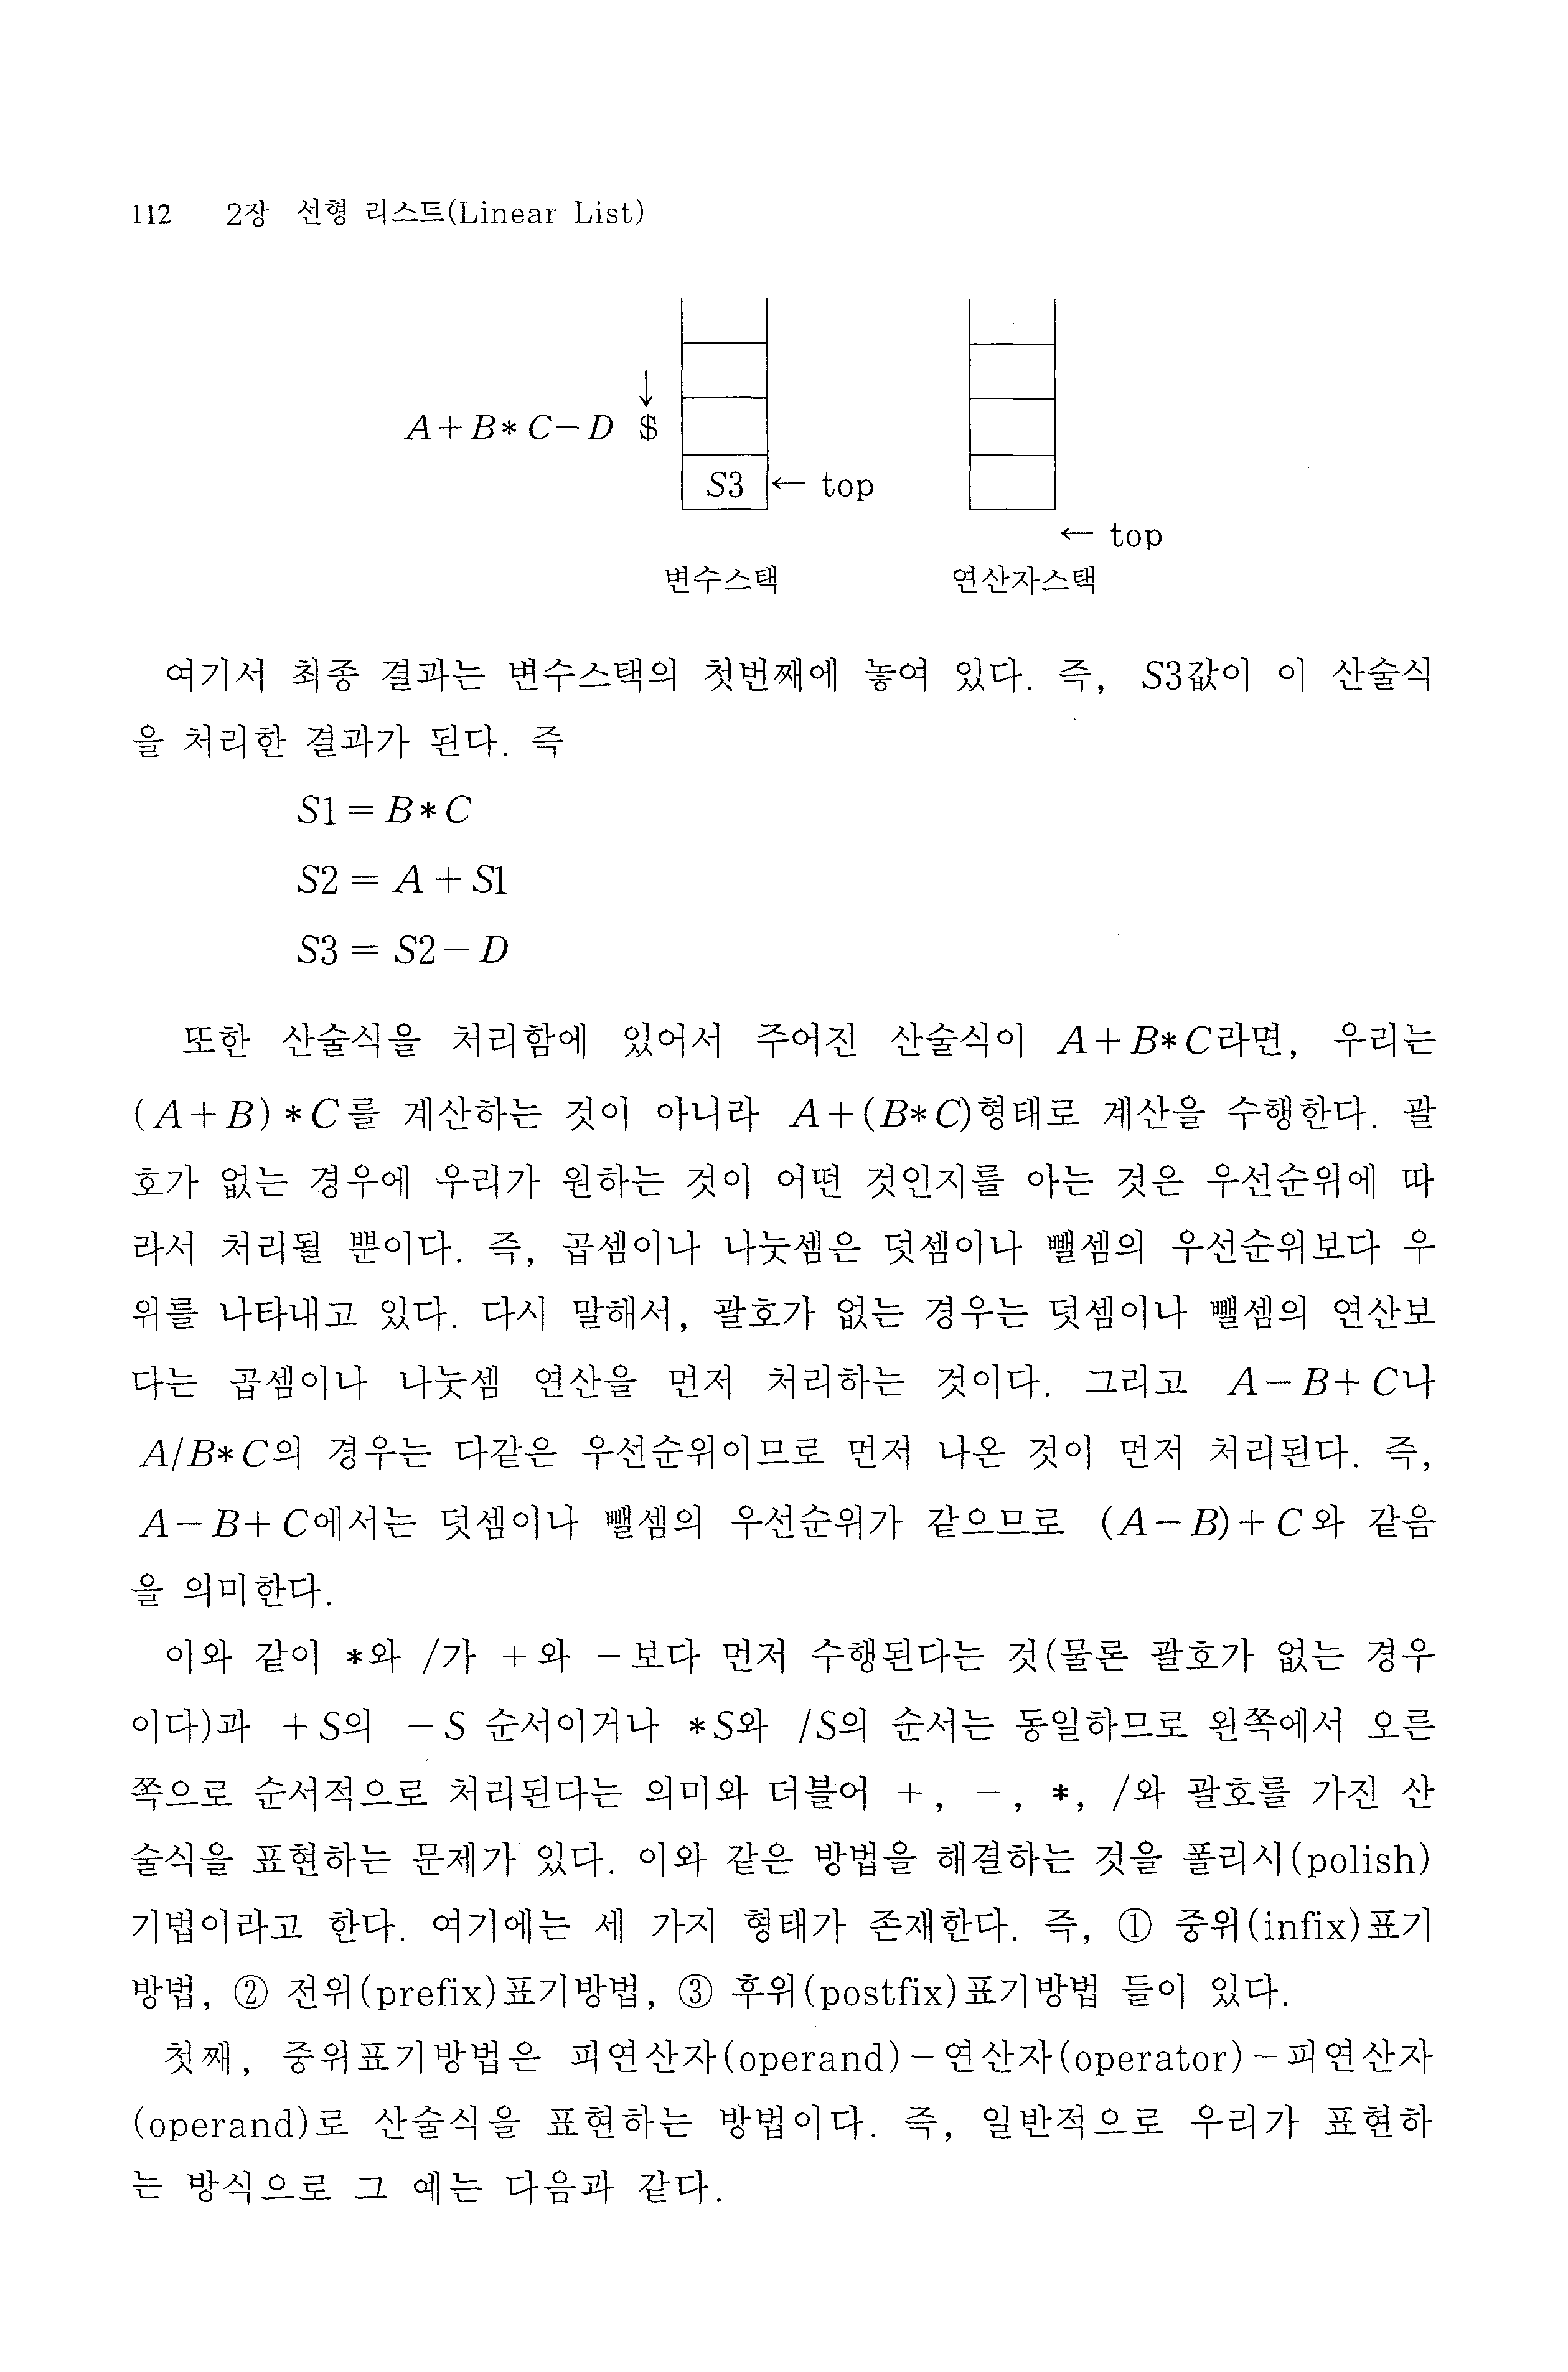 112 2장 선형 리스트(Linear List)
↓
A+B* C-D $
S3 ← top
← top
변수스택 연산자스택
여기서 최종 결과는 변수스택의 첫번째에 놓여 있다. 즉, S3값이 이 산술식
을 처리한 결과가 된다. 즉
S1 = B*C
S2 = A + S1
S3 = S2 - D
또한 산술식을 처리함에 있어서 주어진 산술식이 A+B*C라면, 우리는
(A+B)*C를 계산하는 것이 아니라 A+(B*C)형태로 계산을 수행한다. 괄
호가 없는 경우에 우리가 원하는 것이 어떤 것인지를 아는 것은 우선순위에 따
라서 처리될 뿐이다. 즉, 곱셈이나 나눗셈은 덧셈이나 뺄셈의 우선순위보다 우
위를 나타내고 있다. 다시 말해서, 괄호가 없는 경우는 덧셈이나 뺄셈의 연산보
다는 곱셈이나 나눗셈 연산을 먼저 처리하는 것이다. 그리고 A-B+C나
A/B*C의 경우는 다같은 우선순위이므로 먼저 나온 것이 먼저 처리된다. 즉,
A-B+C에서는 덧셈이나 뺄셈의 우선순위가 같으므로 (A-B)+C와 같음
을 의미한다.
이와 같이 *와 /가 +와 -보다 먼저 수행된다는 것(물론 괄호가 없는 경우
이다)과 +S의 -S 순서이거나 *S와 /S의 순서는 동일하므로 왼쪽에서 오른
쪽으로 순서적으로 처리된다는 의미와 더불어 +, -, *, /와 괄호를 가진 산
술식을 표현하는 문제가 있다. 이와 같은 방법을 해결하는 것을 폴리시(polish)
기법이라고 한다. 여기에는 세 가지 형태가 존재한다. 즉, ① 중위(infix)표기
방법, ② 전위(prefix)표기방법, ③ 후위(postfix)표기방법 들이 있다.
첫째, 중위표기방법은 피연산자(operand)-연산자(operator)-피연산자
(operand)로 산술식을 표현하는 방법이다. 즉, 일반적으로 우리가 표현하
는 방식으로 그 예는 다음과 같다.